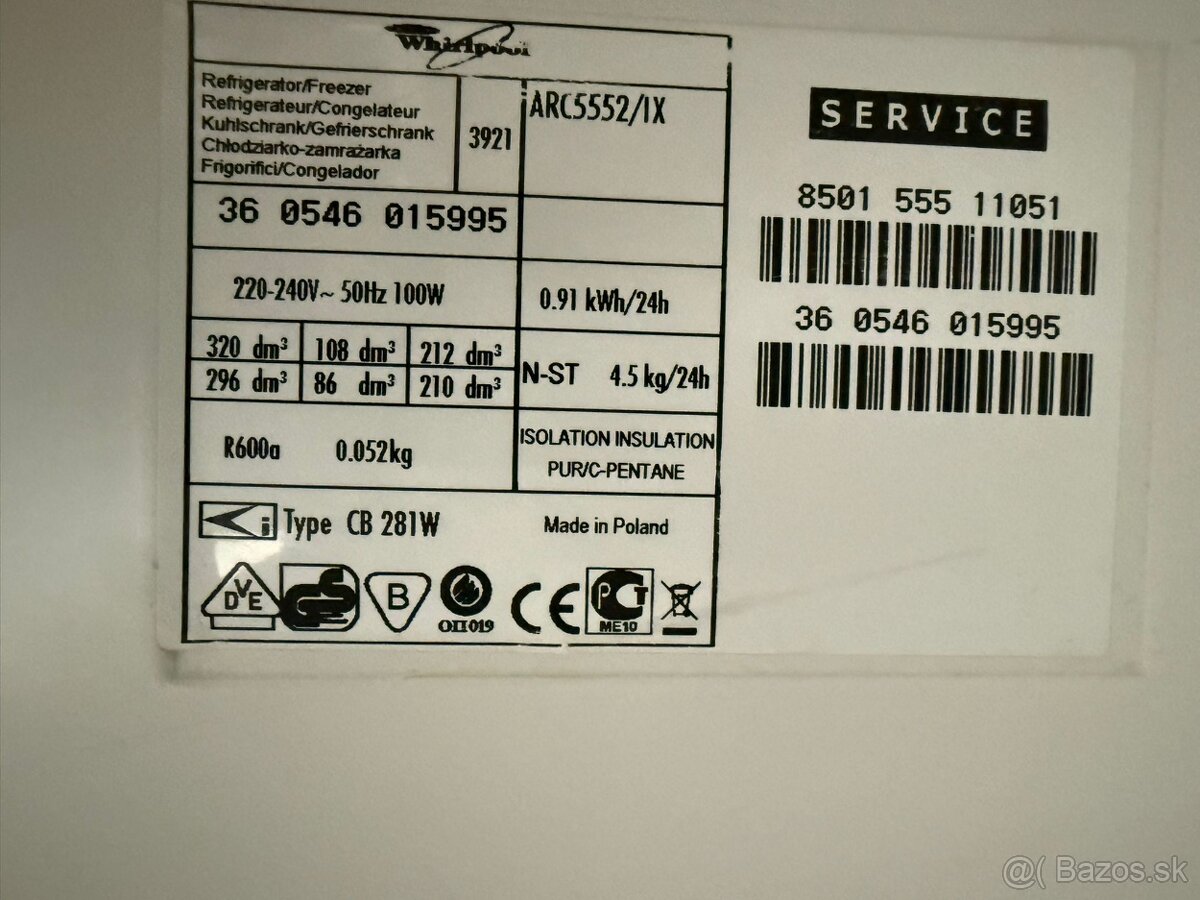 Whirlpool
Refrigerator/Freezer
Refrigerateur/Congelateur
Kuhlschrank/Gefrierschrank
Chłodziarko-zamrażarka
Frigorifici/Congelador
3921
ARC5552/IX
36 0546 015995
220-240V~ 50Hz 100W
0.91 kWh/24h
320 dm³ 108 dm³ 212 dm³
296 dm³ 86 dm³ 210 dm³
N-ST 4.5 kg/24h
R600a 0.052kg
ISOLATION INSULATION
PUR/C-PENTANE
i Type CB 281W
Made in Poland
DVE
B
ОП019
CE
РСТ
ME10
SERVICE
8501 555 11051
36 0546 015995
@( Bazos.sk